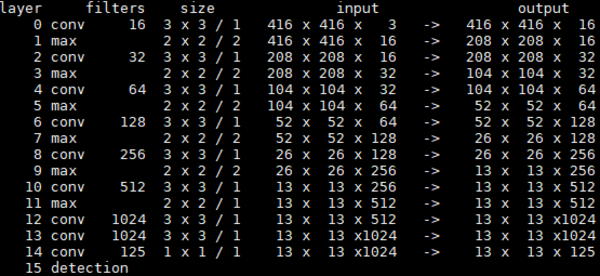 layer filters size input output
0 conv 16 3 x 3 / 1 416 x 416 x 3 -> 416 x 416 x 16
1 max 2 x 2 / 2 416 x 416 x 16 -> 208 x 208 x 16
2 conv 32 3 x 3 / 1 208 x 208 x 16 -> 208 x 208 x 32
3 max 2 x 2 / 2 208 x 208 x 32 -> 104 x 104 x 32
4 conv 64 3 x 3 / 1 104 x 104 x 32 -> 104 x 104 x 64
5 max 2 x 2 / 2 104 x 104 x 64 -> 52 x 52 x 64
6 conv 128 3 x 3 / 1 52 x 52 x 64 -> 52 x 52 x 128
7 max 2 x 2 / 2 52 x 52 x 128 -> 26 x 26 x 128
8 conv 256 3 x 3 / 1 26 x 26 x 128 -> 26 x 26 x 256
9 max 2 x 2 / 2 26 x 26 x 256 -> 13 x 13 x 256
10 conv 512 3 x 3 / 1 13 x 13 x 256 -> 13 x 13 x 512
11 max 2 x 2 / 1 13 x 13 x 512 -> 13 x 13 x 512
12 conv 1024 3 x 3 / 1 13 x 13 x 512 -> 13 x 13 x1024
13 conv 1024 3 x 3 / 1 13 x 13 x1024 -> 13 x 13 x1024
14 conv 125 1 x 1 / 1 13 x 13 x1024 -> 13 x 13 x 125
15 detection